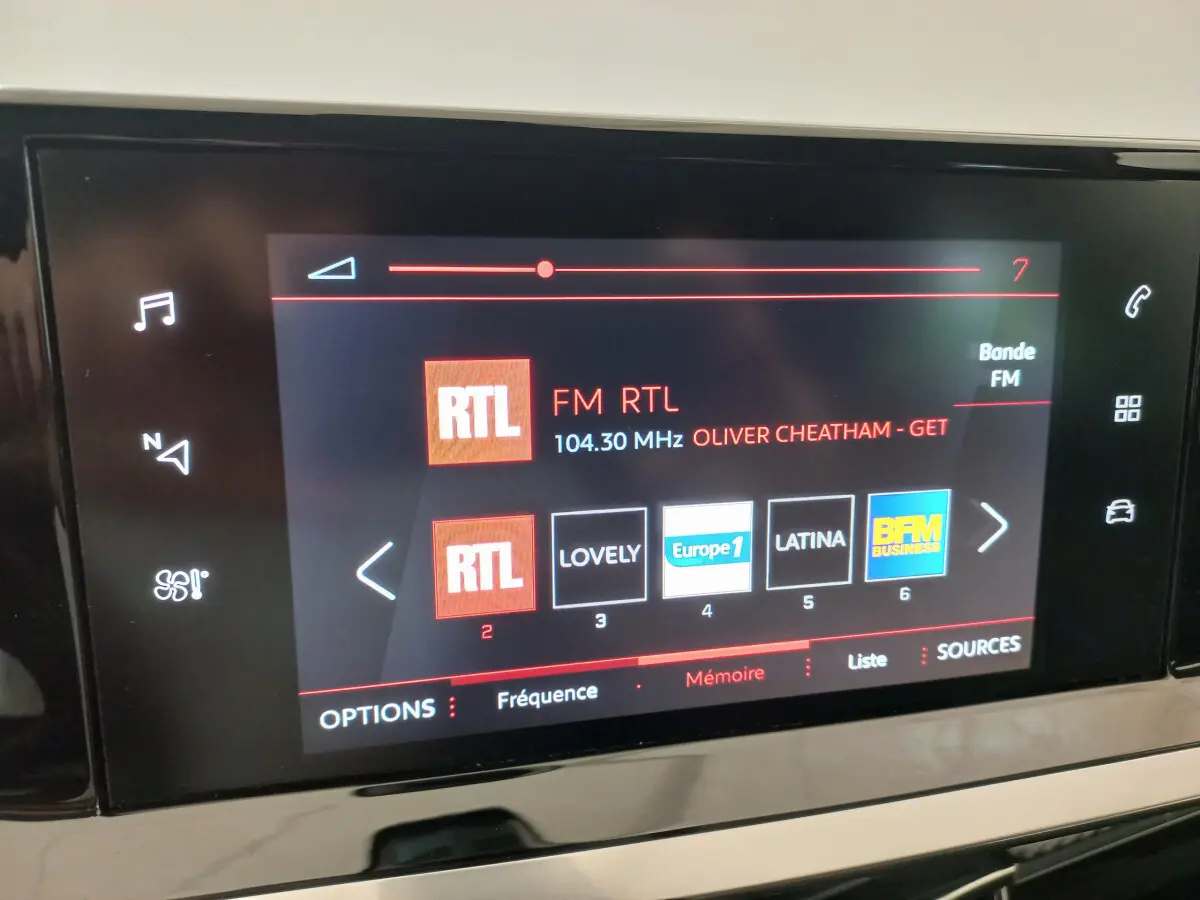 7
Bande
FM
RTL
FM RTL
104.30 MHz OLIVER CHEATHAM - GET
N
RTL
LOVELY
Europe 1
LATINA
BFM
BUSINESS
2
3
4
5
6
OPTIONS
Fréquence
Mémoire
Liste
SOURCES